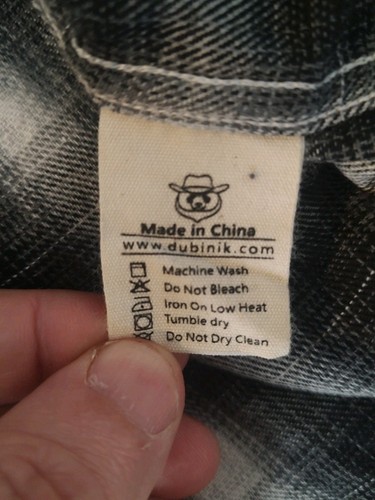 Made in China
www.dubinik.com
Machine Wash
Do Not Bleach
Iron On Low Heat
Tumble dry
Do Not Dry Clean